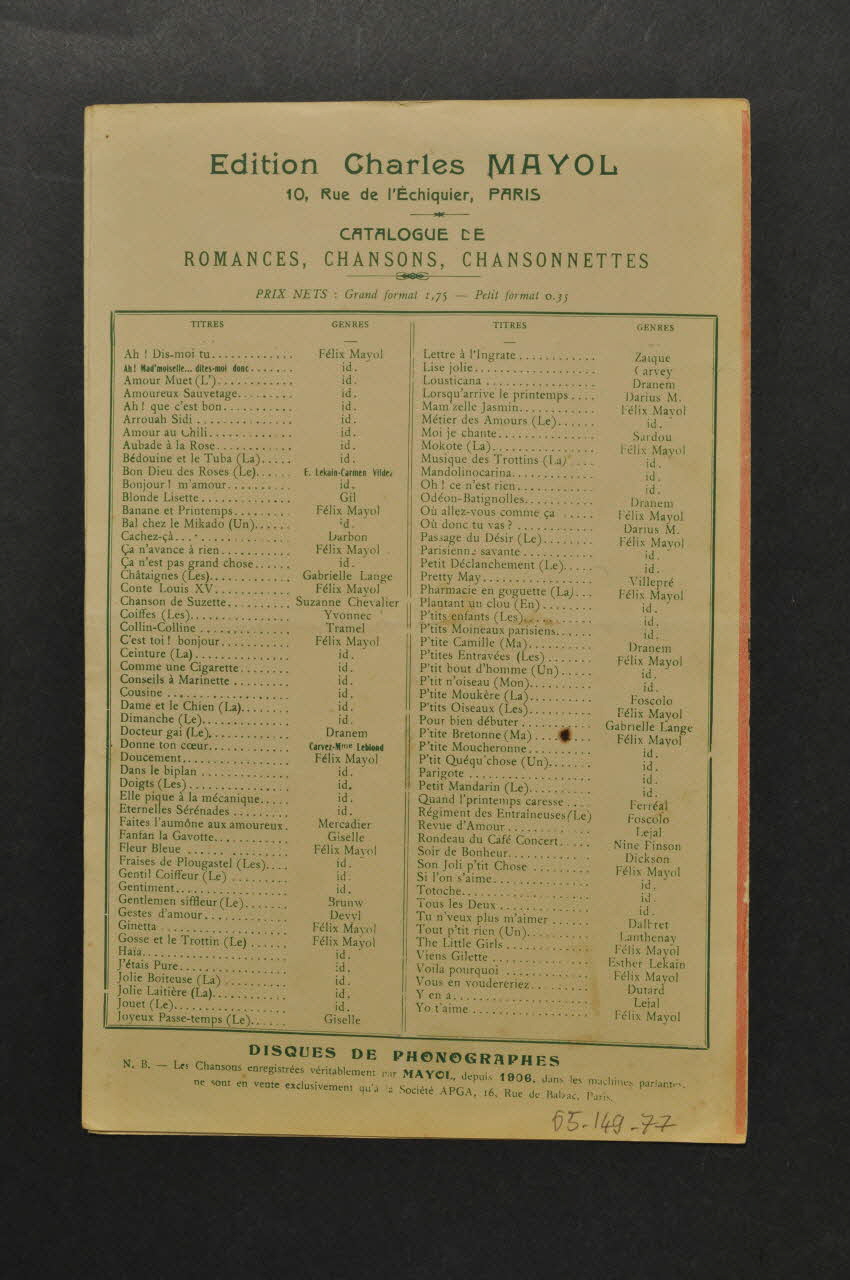 Edition Charles MAYOL
10, Rue de l'Échiquier, PARIS
CATALOGUE DE
ROMANCES, CHANSONS, CHANSONNETTES
PRIX NETS : Grand format 1,75 — Petit format 0.35
TITRES GENRES
Ah ! Dis-moi tu............ Félix Mayol
Ah! Mad'moiselle... dites-moi donc....... id.
Amour Muet (L')............ id.
Amoureux Sauvetage......... id.
Ah ! que c'est bon.......... id.
Arrouah Sidi .............. id.
Amour au Chili............. id.
Aubade à la Rose........... id.
Bédouine et le Tuba (La)..... id.
Bon Dieu des Roses (Le)..... E. Lekain-Carmen Vildez
Bonjour ! m'amour.......... id.
Blonde Lisette.............. Gil
Banane et Printemps......... Félix Mayol
Bal chez le Mikado (Un)...... id.
Cachez-çà.................. Darbon
Ça n'avance à rien.......... Félix Mayol
Ça n'est pas grand chose...... id.
Châtaignes (Les)............ Gabrielle Lange
Conte Louis XV............ Félix Mayol
Chanson de Suzette.......... Suzanne Chevalier
Coiffes (Les)............... Yvonnec
Collin-Colline .............. Tramel
C'est toi ! bonjour.......... Félix Mayol
Ceinture (La)............... id.
Comme une Cigarette ........ id.
Conseils à Marinette ......... id.
Cousine .................. id.
Dame et le Chien (La)....... id.
Dimanche (Le)............. id.
Docteur gai (Le)............ Dranem
Donne ton cœur............ Carvez-Mme Leblond
Doucement................ Félix Mayol
Dans le biplan ............. id.
Doigts (Les)............... id.
Elle pique à la mécanique..... id.
Eternelles Sérénades ......... id.
Faites l'aumône aux amoureux. Mercadier
Fanfan la Gavotte........... Giselle
Fleur Bleue ............... Félix Mayol
Fraises de Plougastel (Les).... id.
Gentil Coiffeur (Le) ......... id.
Gentiment................. id.
Gentlemen siffleur (Le)....... Brunw
Gestes d'amour............. Devyl
Ginetta ................... Félix Mayol
Gosse et le Trottin (Le) ...... Félix Mayol
Haïa...................... id.
J'étais Pure................ id.
Jolie Boiteuse (La) .......... id.
Jolie Laitière (La)........... id.
Jouet (Le)................. id.
Joyeux Passe-temps (Le)...... Giselle
TITRES GENRES
Lettre à l'Ingrate ............ Zaïque
Lise jolie................... Carvey
Lousticana ................ Dranem
Lorsqu'arrive le printemps .... Darius M.
Mam'zelle Jasmin........... Félix Mayol
Métier des Amours (Le)...... id.
Moi je chante.............. Sardou
Mokote (La)............... Félix Mayol
Musique des Trottins (La) .... id.
Mandolinocarina............ id.
Oh ! ce n'est rien........... id.
Odéon-Batignolles........... Dranem
Où allez-vous comme ça ..... Félix Mayol
Où donc tu vas ? ........... Darius M.
Passage du Désir (Le)........ Félix Mayol
Parisienne savante .......... id.
Petit Déclanchement (Le)..... id.
Pretty May................ Villepré
Pharmacie en goguette (La)... Félix Mayol
Plantant un clou (En) ........ id.
P'tits enfants (Les).......... id.
P'tits Moineaux parisiens...... id.
P'tite Camille (Ma).......... Dranem
P'tites Entravées (Les) ....... Félix Mayol
P'tit bout d'homme (Un)..... id.
P'tit n'oiseau (Mon)......... id.
P'tite Moukère (La)......... Foscolo
P'tits Oiseaux (Les)......... Félix Mayol
Pour bien débuter .......... Gabrielle Lange
P'tite Bretonne (Ma) ........ Félix Mayol
P'tite Moucheronne......... id.
P'tit Quéqu'chose (Un)....... id.
Parigote .................. id.
Petit Mandarin (Le)......... id.
Quand l'printemps caresse .... Ferréal
Régiment des Entraîneuses (Le) Foscolo
Revue d'Amour ............ Lejal
Rondeau du Café Concert..... Nine Finson
Soir de Bonheur............ Dickson
Son Joli p'tit Chose ......... Félix Mayol
Si l'on s'aime.............. id.
Totoche................... id.
Tous les Deux ............. id.
Tu n'veux plus m'aimer ...... Dalbret
Tout p'tit rien (Un)......... Lanthenay
The Little Girls ............ Félix Mayol
Viens Gilette .............. Esther Lekain
Voila pourquoi ............ Félix Mayol
Vous en voudereriez......... Dutard
Y en a.................... Lejal
Yo t'aime ................. Félix Mayol
DISQUES DE PHONOGRAPHES
N. B. — Les Chansons enregistrées véritablement par MAYOL, depuis 1906, dans les machines parlantes,
ne sont en vente exclusivement qu'à la Société APGA, 16, Rue de Balzac, Paris.
65-149-77